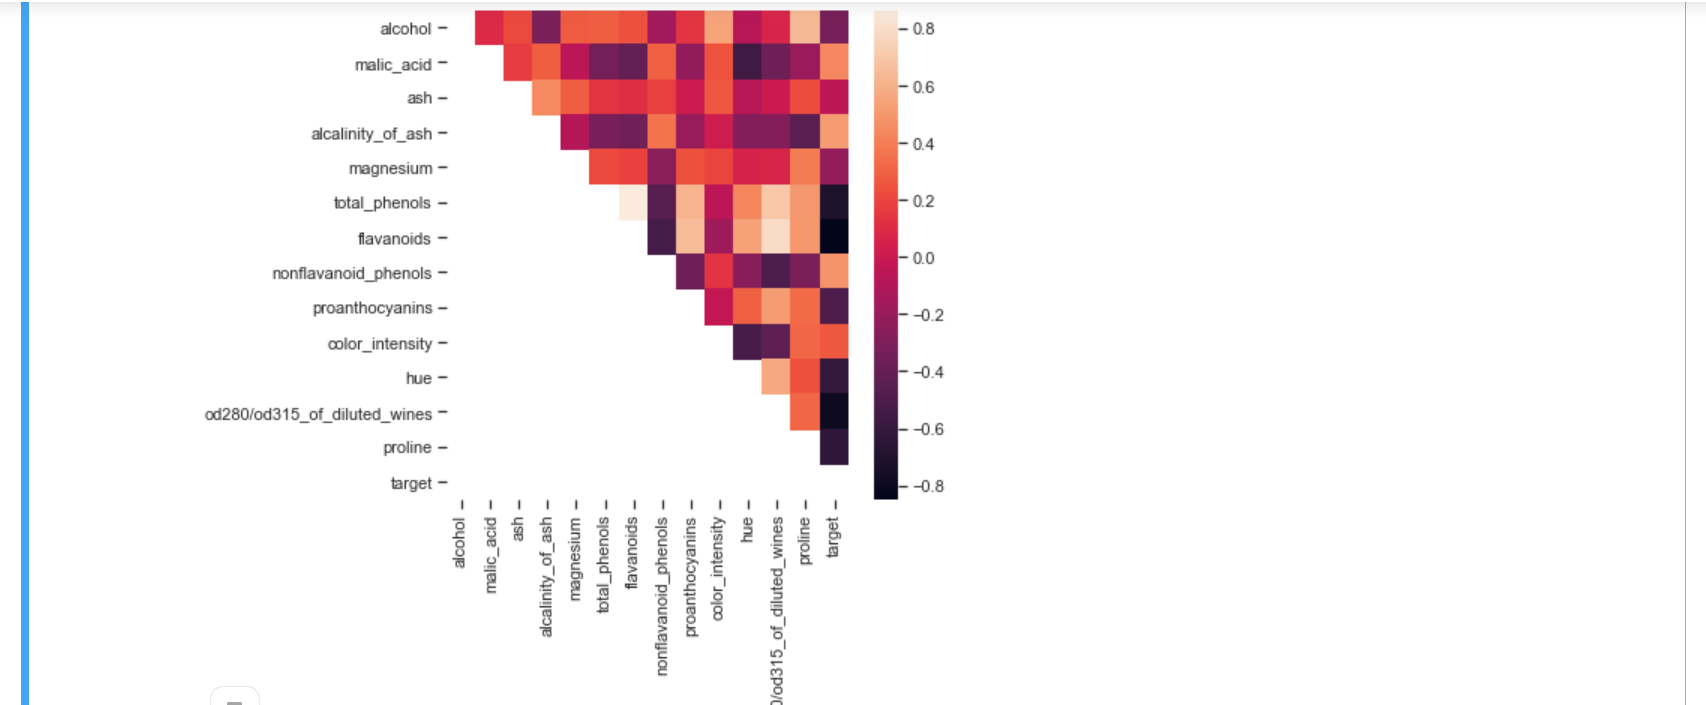 alcohol
malic_acid
ash
alcalinity_of_ash
magnesium
total_phenols
flavanoids
nonflavanoid_phenols
proanthocyanins
color_intensity
hue
od280/od315_of_diluted_wines
proline
target
0.8
0.6
0.4
0.2
0.0
−0.2
−0.4
−0.6
−0.8
alcohol
malic_acid
ash
alcalinity_of_ash
magnesium
total_phenols
flavanoids
nonflavanoid_phenols
proanthocyanins
color_intensity
hue
0/od315_of_diluted_wines
proline
target